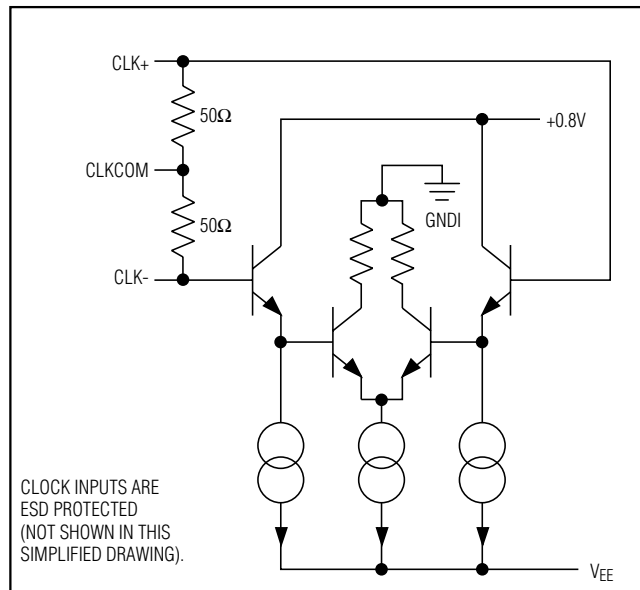 CLK+
50Ω
+0.8V
CLKCOM
GNDI
50Ω
CLK-
CLOCK INPUTS ARE
ESD PROTECTED
(NOT SHOWN IN THIS
SIMPLIFIED DRAWING).
VEE